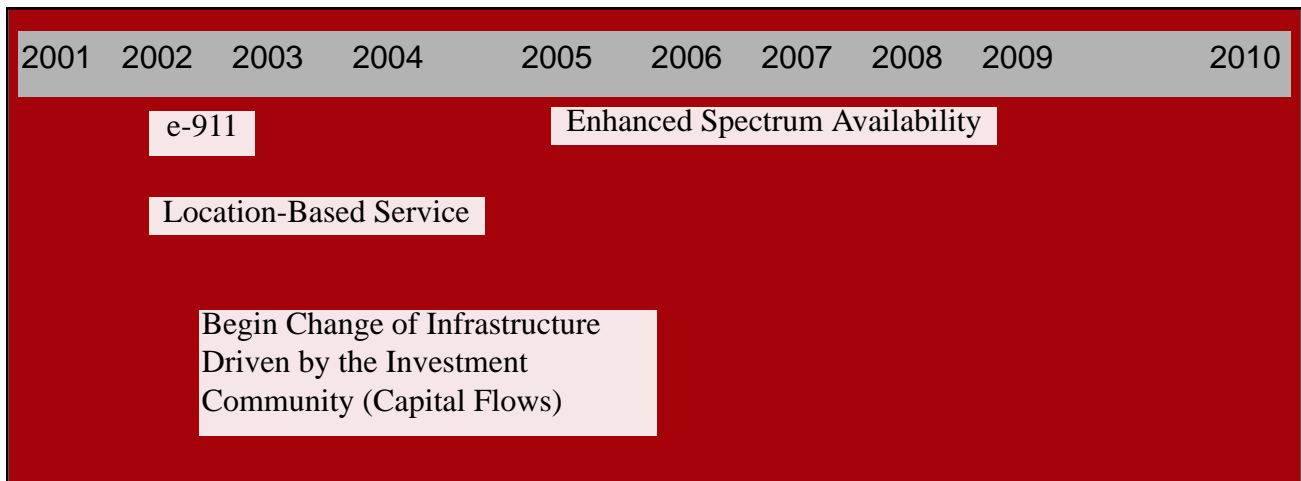 2001 2002 2003 2004 2005 2006 2007 2008 2009 2010
e-911
Enhanced Spectrum Availability
Location-Based Service
Begin Change of Infrastructure
Driven by the Investment
Community (Capital Flows)